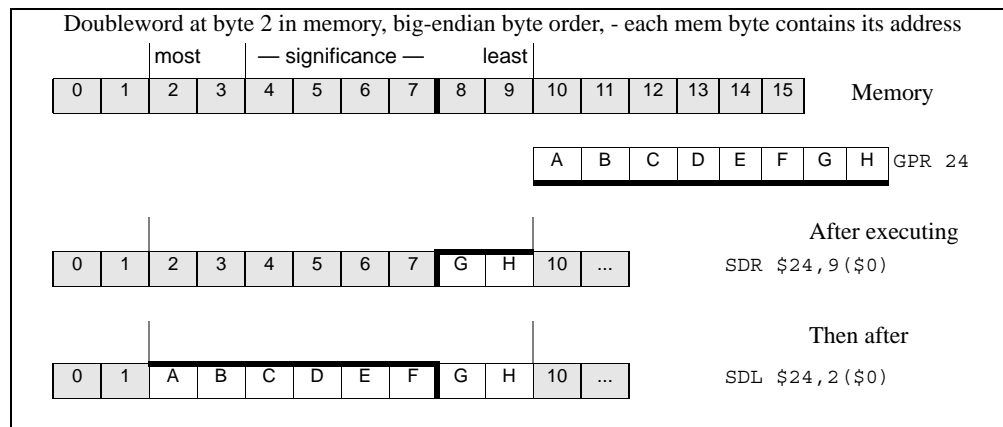 Doubleword at byte 2 in memory, big-endian byte order, - each mem byte contains its address
most — significance — least
0 1 2 3 4 5 6 7 8 9 10 11 12 13 14 15 Memory
A B C D E F G H GPR 24
After executing
0 1 2 3 4 5 6 7 G H 10 ... SDR $24,9($0)
Then after
0 1 A B C D E F G H 10 ... SDL $24,2($0)